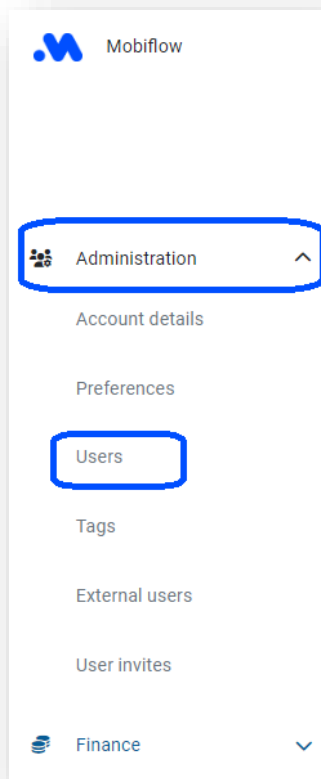 Mobiflow
Administration
Account details
Preferences
Users
Tags
External users
User invites
Finance